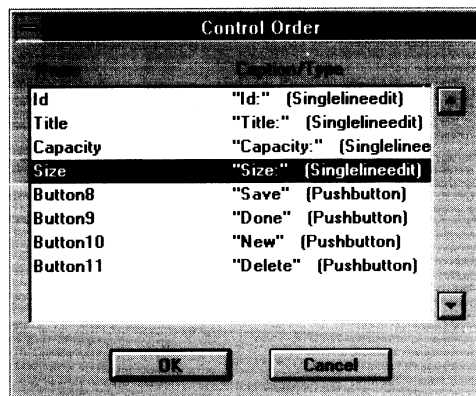 Control Order
Name Caption/Type
Id "Id:" (Singlelineedit)
Title "Title:" (Singlelineedit)
Capacity "Capacity:" (Singlelinee
Size "Size:" (Singlelineedit)
Button8 "Save" (Pushbutton)
Button9 "Done" (Pushbutton)
Button10 "New" (Pushbutton)
Button11 "Delete" (Pushbutton)
OK Cancel